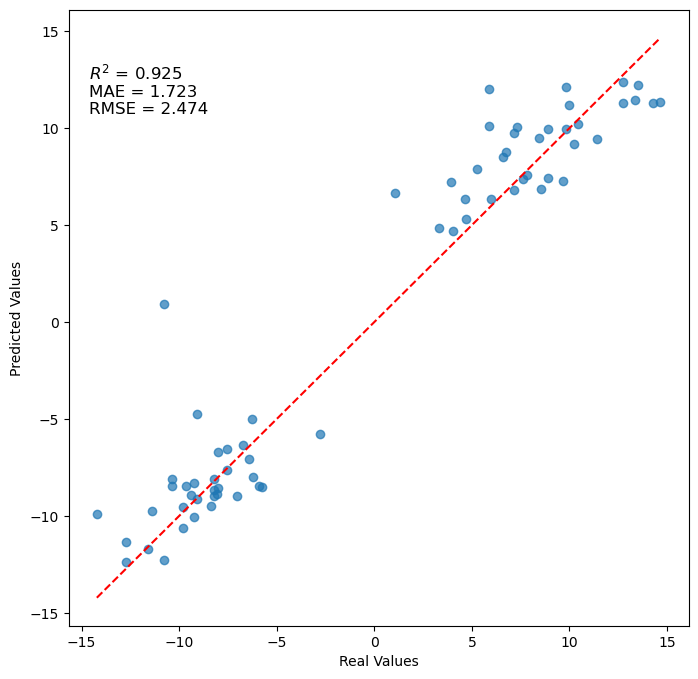 R² = 0.925
MAE = 1.723
RMSE = 2.474
15
10
5
0
−5
−10
−15
Predicted Values
−15 −10 −5 0 5 10 15
Real Values